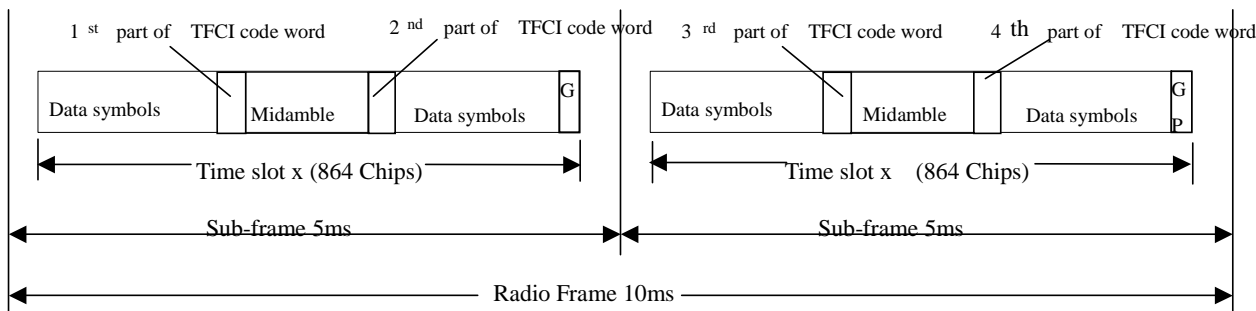 1 st part of TFCI code word
2 nd part of TFCI code word
3 rd part of TFCI code word
4 th part of TFCI code word
Data symbols
Midamble
Data symbols
G
Data symbols
Midamble
Data symbols
G
P
Time slot x (864 Chips)
Time slot x (864 Chips)
Sub-frame 5ms
Sub-frame 5ms
Radio Frame 10ms